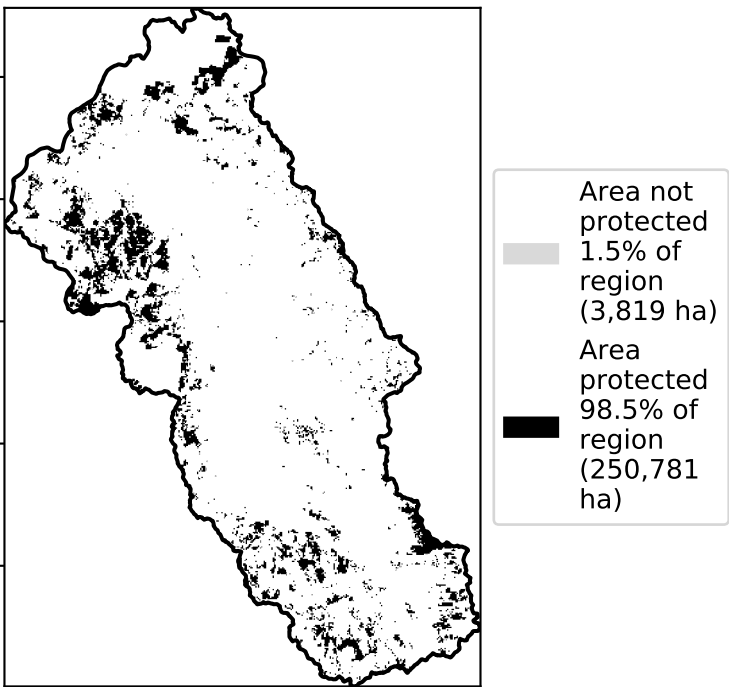 Area not
protected
1.5% of
region
(3,819 ha)
Area
protected
98.5% of
region
(250,781
ha)